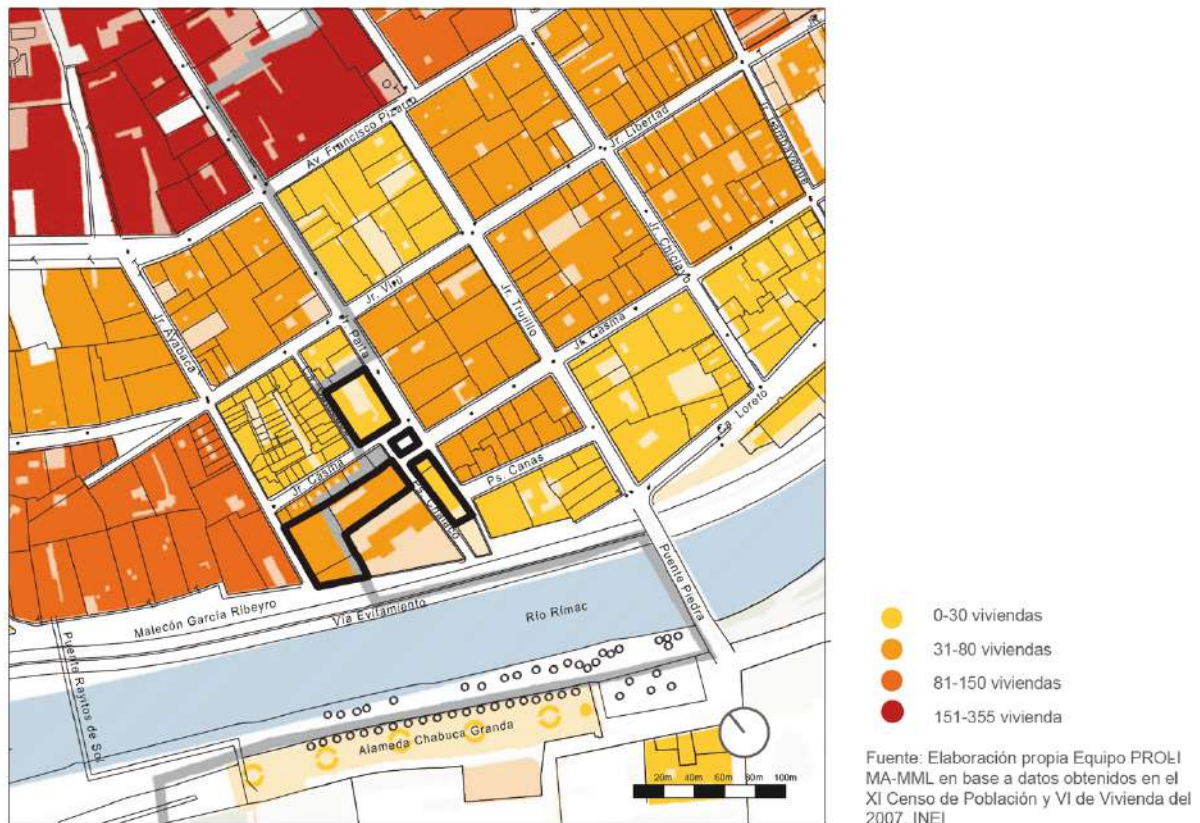 Av. Francisco Pizarro
Jr. Libertad
Jr. Chiclayo
Jr. Viru
Jr. Trujillo
Jr. Casma
Jr. Ayabaca
Paita
Ca. Loreto
Jr. Casma
Ps. Canas
Puente Piedra
Malecón García Ribeyro
Vía Evitamiento
Río Rímac
Puente Rayitos de Sol
Alameda Chabuca Granda
20m 40m 60m 80m 100m
0-30 viviendas
31-80 viviendas
81-150 viviendas
151-355 vivienda
Fuente: Elaboración propia Equipo PROLI
MA-MML en base a datos obtenidos en el
XI Censo de Población y VI de Vivienda del
2007, INEI